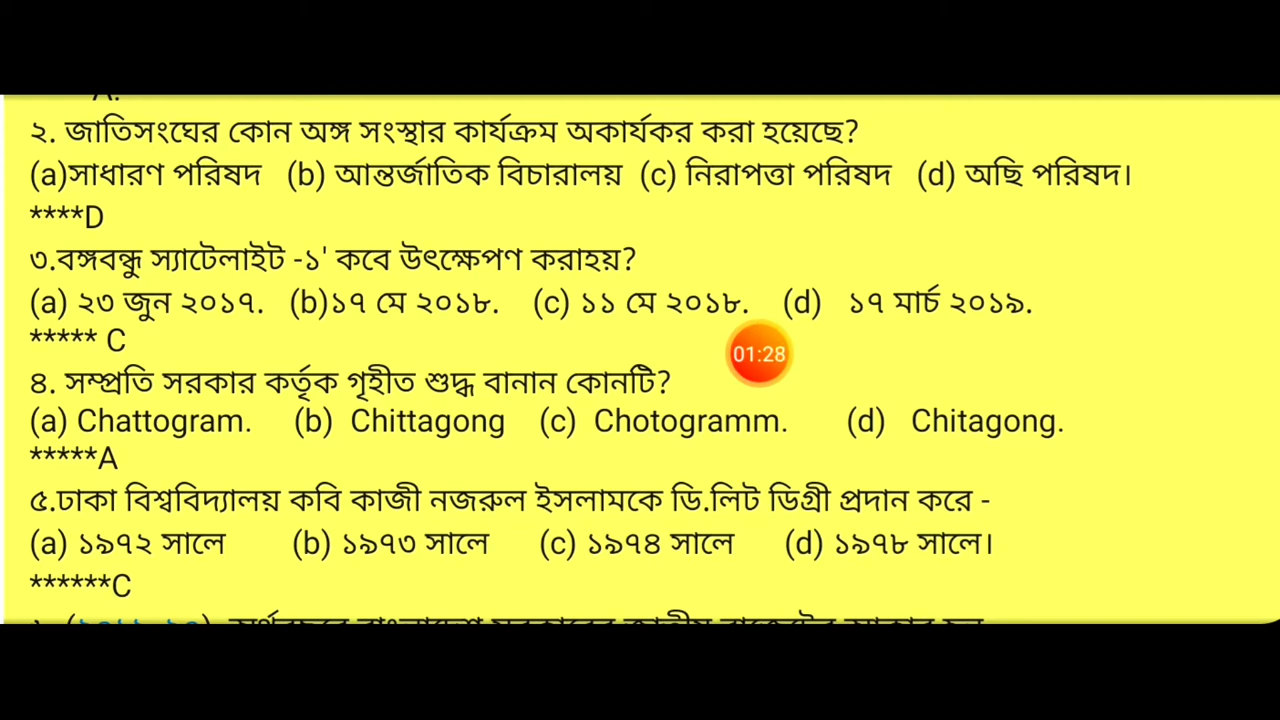 A.
২. জাতিসংঘের কোন অঙ্গ সংস্থার কার্যক্রম অকার্যকর করা হয়েছে?
(a)সাধারণ পরিষদ (b) আন্তর্জাতিক বিচারালয় (c) নিরাপত্তা পরিষদ (d) অছি পরিষদ।
****D
৩.বঙ্গবন্ধু স্যাটেলাইট -১' কবে উৎক্ষেপণ করাহয়?
(a) ২৩ জুন ২০১৭. (b)১৭ মে ২০১৮. (c) ১১ মে ২০১৮. (d) ১৭ মার্চ ২০১৯.
***** C
01:28
৪. সম্প্রতি সরকার কর্তৃক গৃহীত শুদ্ধ বানান কোনটি?
(a) Chattogram. (b) Chittagong (c) Chotogramm. (d) Chitagong.
*****A
৫.ঢাকা বিশ্ববিদ্যালয় কবি কাজী নজরুল ইসলামকে ডি.লিট ডিগ্রী প্রদান করে -
(a) ১৯৭২ সালে (b) ১৯৭৩ সালে (c) ১৯৭৪ সালে (d) ১৯৭৮ সালে।
******C